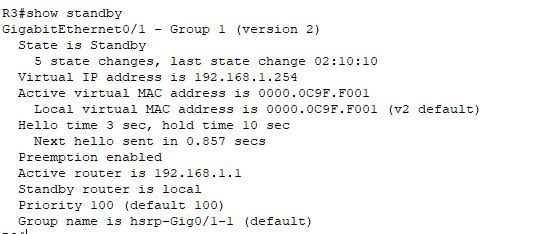 R3#show standby
GigabitEthernet0/1 - Group 1 (version 2)
State is Standby
5 state changes, last state change 02:10:10
Virtual IP address is 192.168.1.254
Active virtual MAC address is 0000.0C9F.F001
Local virtual MAC address is 0000.0C9F.F001 (v2 default)
Hello time 3 sec, hold time 10 sec
Next hello sent in 0.857 secs
Preemption enabled
Active router is 192.168.1.1
Standby router is local
Priority 100 (default 100)
Group name is hsrp-Gig0/1-1 (default)